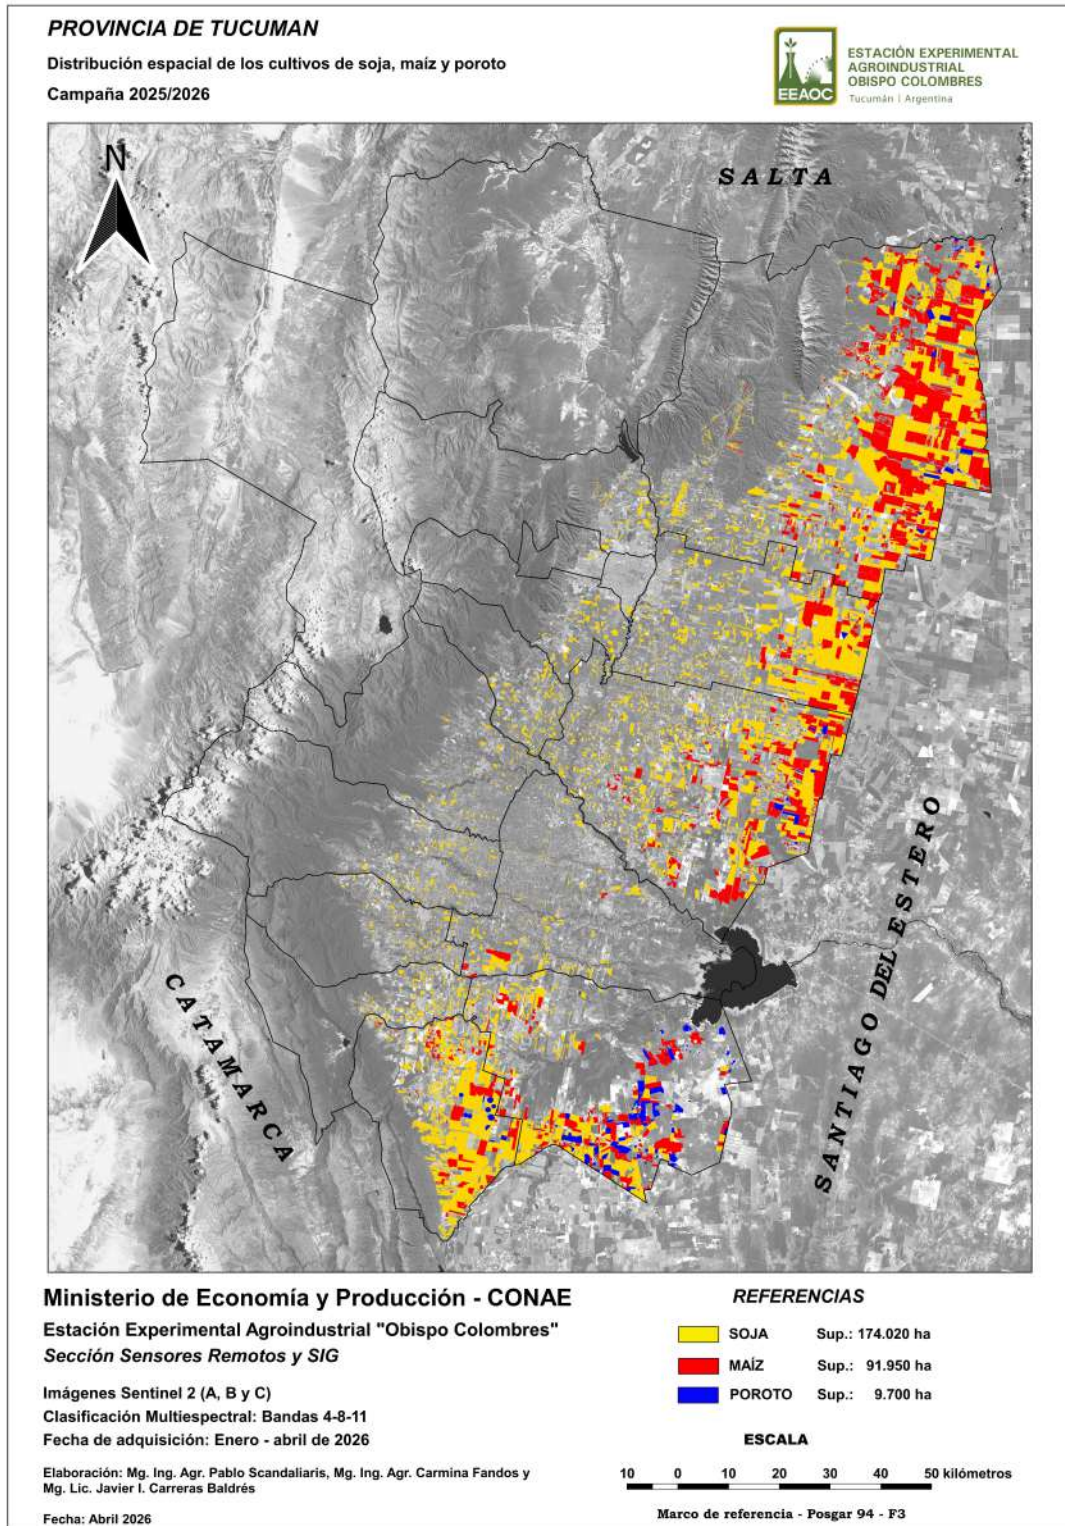 PROVINCIA DE TUCUMAN
Distribución espacial de los cultivos de soja, maíz y poroto
Campaña 2025/2026
EEAOC
ESTACIÓN EXPERIMENTAL
AGROINDUSTRIAL
OBISPO COLOMBRES
Tucumán | Argentina
N
SALTA
SANTIAGO DEL ESTERO
CATAMARCA
Ministerio de Economía y Producción - CONAE
Estación Experimental Agroindustrial "Obispo Colombres"
Sección Sensores Remotos y SIG
Imágenes Sentinel 2 (A, B y C)
Clasificación Multiespectral: Bandas 4-8-11
Fecha de adquisición: Enero - abril de 2026
Elaboración: Mg. Ing. Agr. Pablo Scandaliaris, Mg. Ing. Agr. Carmina Fandos y
Mg. Lic. Javier I. Carreras Baldrés
Fecha: Abril 2026
REFERENCIAS
SOJA Sup.: 174.020 ha
MAÍZ Sup.: 91.950 ha
POROTO Sup.: 9.700 ha
ESCALA
10 0 10 20 30 40 50 kilómetros
Marco de referencia - Posgar 94 - F3